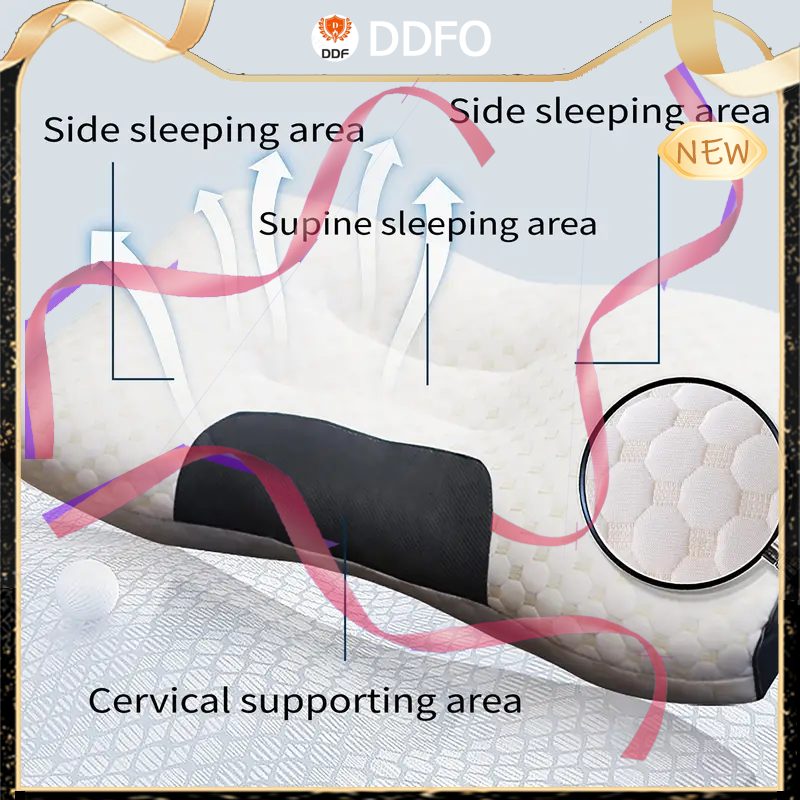 DDF
DDFO
Side sleeping area
Side sleeping area
NEW
Supine sleeping area
Cervical supporting area